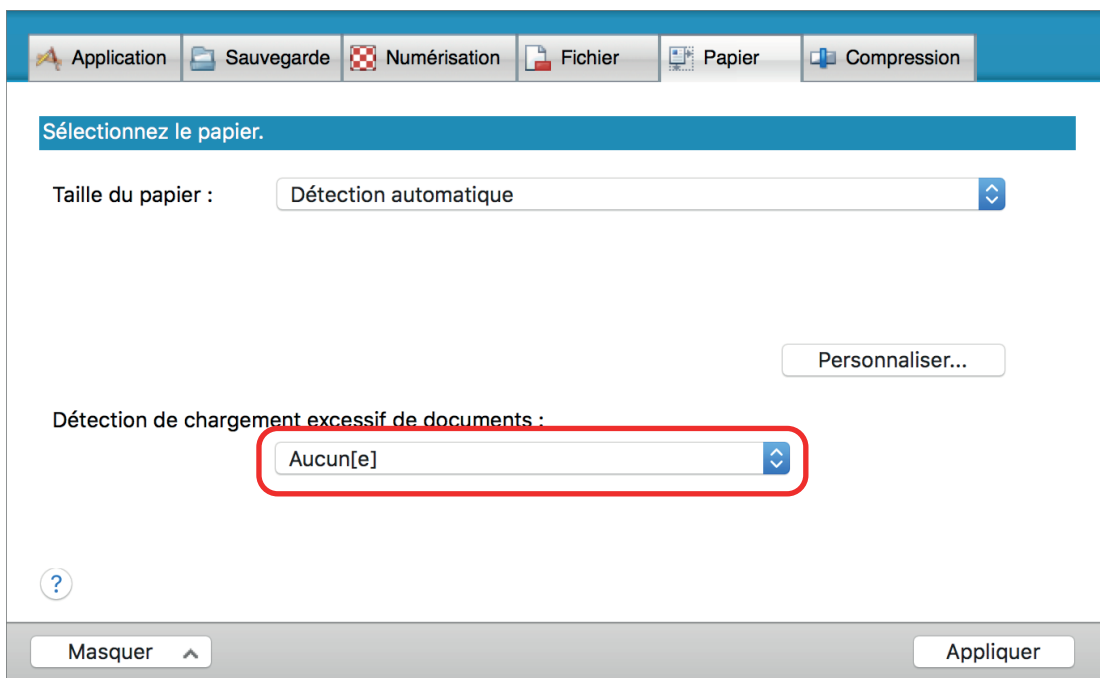 Application Sauvegarde Numérisation Fichier Papier Compression
Sélectionnez le papier.
Taille du papier : Détection automatique
Personnaliser...
Détection de chargement excessif de documents :
Aucun[e]
?
Masquer Appliquer